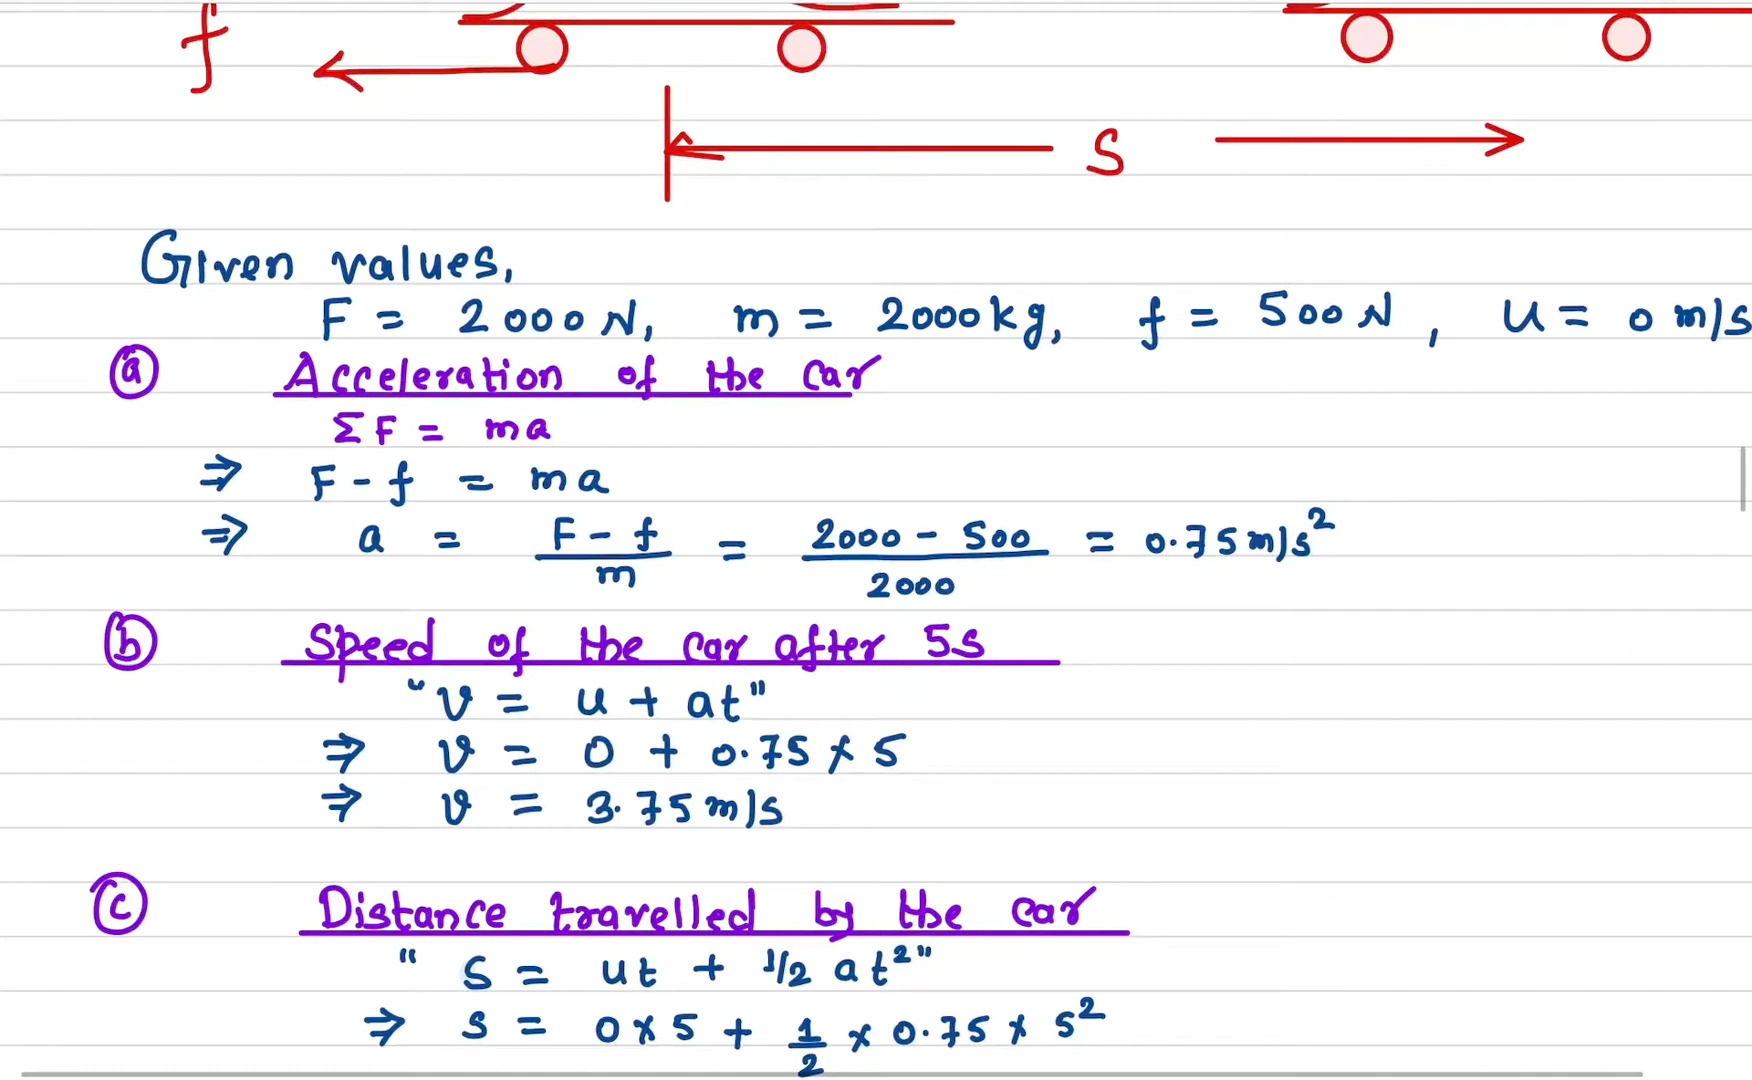 f
S
Given values,
F = 2000 N, m = 2000 kg, f = 500 N, u = 0 m/s
(a) Acceleration of the car
ΣF = ma
⇒ F - f = ma
⇒ a = (F - f)/m = (2000 - 500)/2000 = 0.75 m/s²
(b) Speed of the car after 5s
"v = u + at"
⇒ v = 0 + 0.75 × 5
⇒ v = 3.75 m/s
(c) Distance travelled by the car
"S = ut + 1/2 at²"
⇒ s = 0 × 5 + 1/2 × 0.75 × 5²